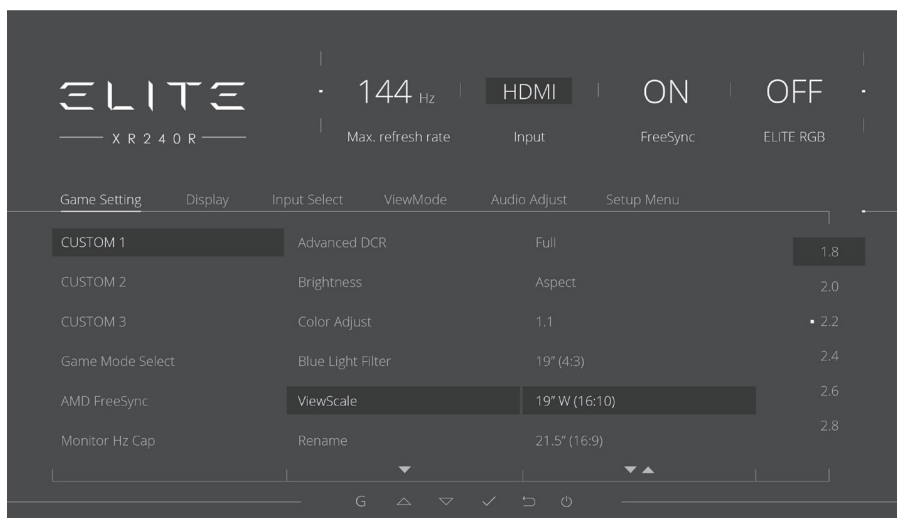 ELITE
XR240R
144 Hz
Max. refresh rate
HDMI
Input
ON
FreeSync
OFF
ELITE RGB
Game Setting Display Input Select ViewMode Audio Adjust Setup Menu
CUSTOM 1 Advanced DCR Full 1.8
CUSTOM 2 Brightness Aspect 2.0
CUSTOM 3 Color Adjust 1.1 2.2
Game Mode Select Blue Light Filter 19” (4:3) 2.4
AMD FreeSync ViewScale 19” W (16:10) 2.6
Monitor Hz Cap Rename 21.5” (16:9) 2.8
G